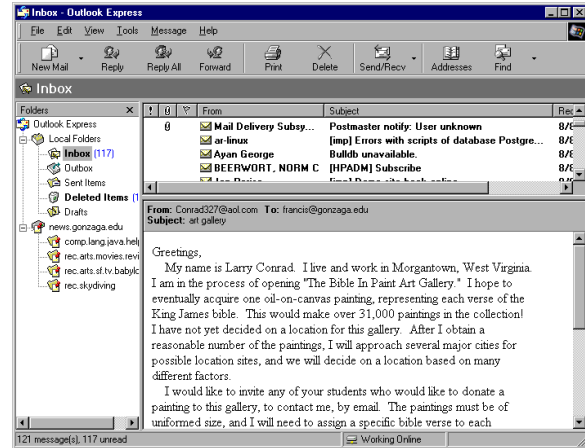 Inbox - Outlook Express
File Edit View Tools Message Help
New Mail Reply Reply All Forward Print Delete Send/Recv Addresses Find
Inbox
Folders
Outlook Express
Local Folders
Inbox (117)
Outbox
Sent Items
Deleted Items (1
Drafts
news.gonzaga.edu
comp.lang.java.help
rec.arts.movies.revi
rec.arts.sf.tv.babylo
rec.skydiving
! From Subject Rec
Mail Delivery Subsy... Postmaster notify: User unknown 8/8
ar-linux [imp] Errors with scripts of database Postgre... 8/8
Ayan George Bulldb unavailable. 8/8
BEERWORT, NORM C [HPADM] Subscribe 8/8
From: Conrad327@aol.com To: francis@gonzaga.edu
Subject: art gallery
Greetings,
My name is Larry Conrad. I live and work in Morgantown, West Virginia.
I am in the process of opening "The Bible In Paint Art Gallery." I hope to
eventually acquire one oil-on-canvas painting, representing each verse of the
King James bible. This would make over 31,000 paintings in the collection!
I have not yet decided on a location for this gallery. After I obtain a
reasonable number of the paintings, I will approach several major cities for
possible location sites, and we will decide on a location based on many
different factors.
I would like to invite any of your students who would like to donate a
painting to this gallery, to contact me, by email. The paintings must be of
uniformed size, and I will need to assign a specific bible verse to each
121 message(s), 117 unread Working Online